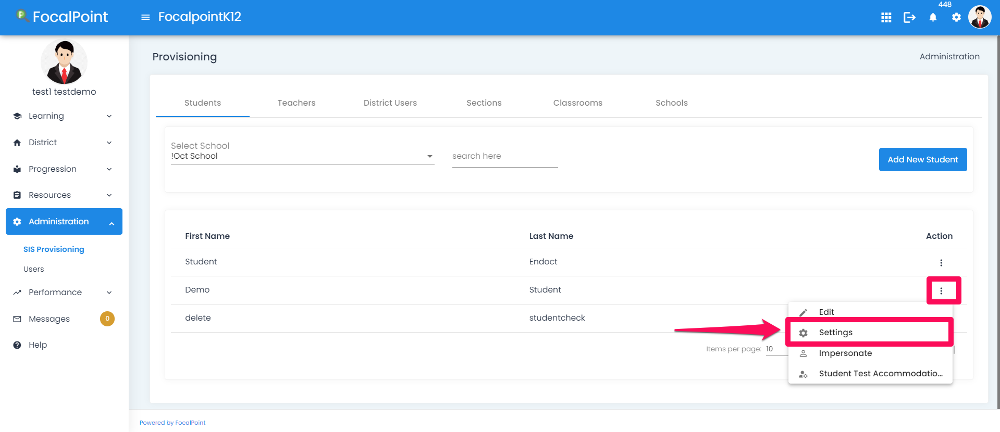 FocalPoint
FocalpointK12
448
test1 testdemo
Learning
District
Progression
Resources
Administration
SIS Provisioning
Users
Performance
Messages
0
Help
Provisioning
Administration
Students
Teachers
District Users
Sections
Classrooms
Schools
Select School
!Oct School
search here
Add New Student
First Name
Last Name
Action
Student
Endoct
Demo
Student
delete
studentcheck
Items per page:
10
Edit
Settings
Impersonate
Student Test Accommodatio...
Powered by FocalPoint